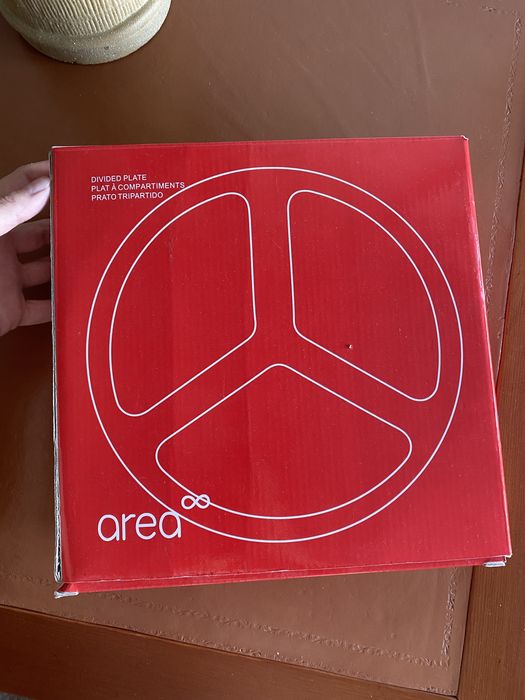 DIVIDED PLATE
PLAT À COMPARTIMENTS
PRATO TRIPARTIDO
area∞